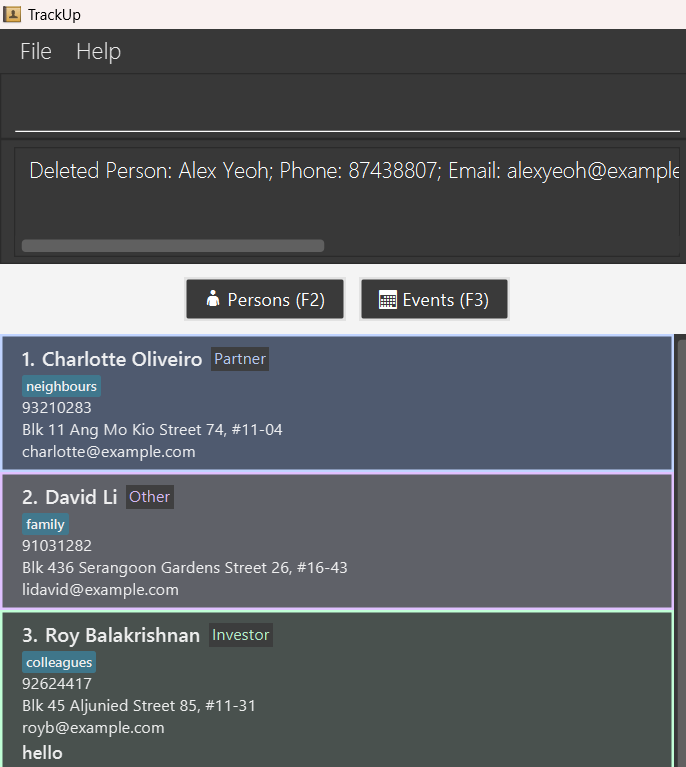 TrackUp
File Help
Deleted Person: Alex Yeoh; Phone: 87438807; Email: alexyeoh@example
Persons (F2) Events (F3)
1. Charlotte Oliveiro Partner
neighbours
93210283
Blk 11 Ang Mo Kio Street 74, #11-04
charlotte@example.com
2. David Li Other
family
91031282
Blk 436 Serangoon Gardens Street 26, #16-43
lidavid@example.com
3. Roy Balakrishnan Investor
colleagues
92624417
Blk 45 Aljunied Street 85, #11-31
royb@example.com
hello